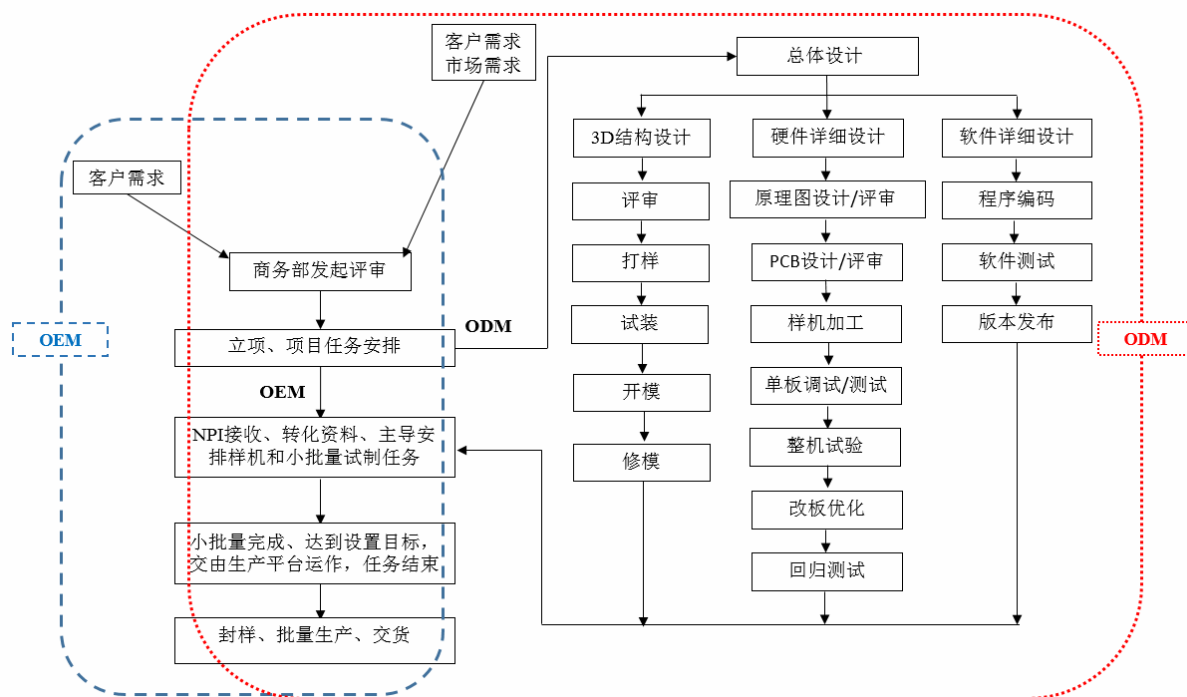 客户需求
市场需求
总体设计
3D结构设计
硬件详细设计
软件详细设计
客户需求
评审
原理图设计/评审
程序编码
商务部发起评审
打样
PCB设计/评审
软件测试
OEM
立项、项目任务安排
ODM
试装
样机加工
版本发布
ODM
OEM
开模
单板调试/测试
NPI接收、转化资料、主导安
排样机和小批量试制任务
修模
整机试验
改板优化
小批量完成、达到设置目标，
交由生产平台运作，任务结束
回归测试
封样、批量生产、交货